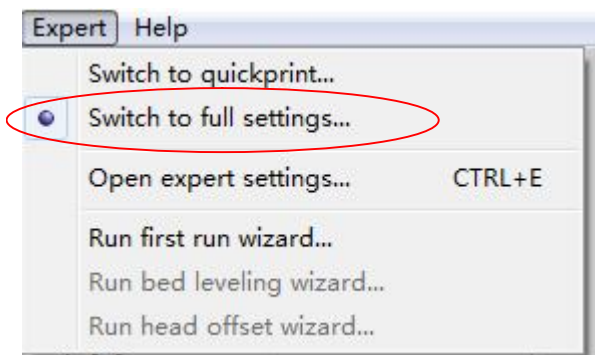 Expert Help
Switch to quickprint...
Switch to full settings...
Open expert settings... CTRL+E
Run first run wizard...
Run bed leveling wizard...
Run head offset wizard...